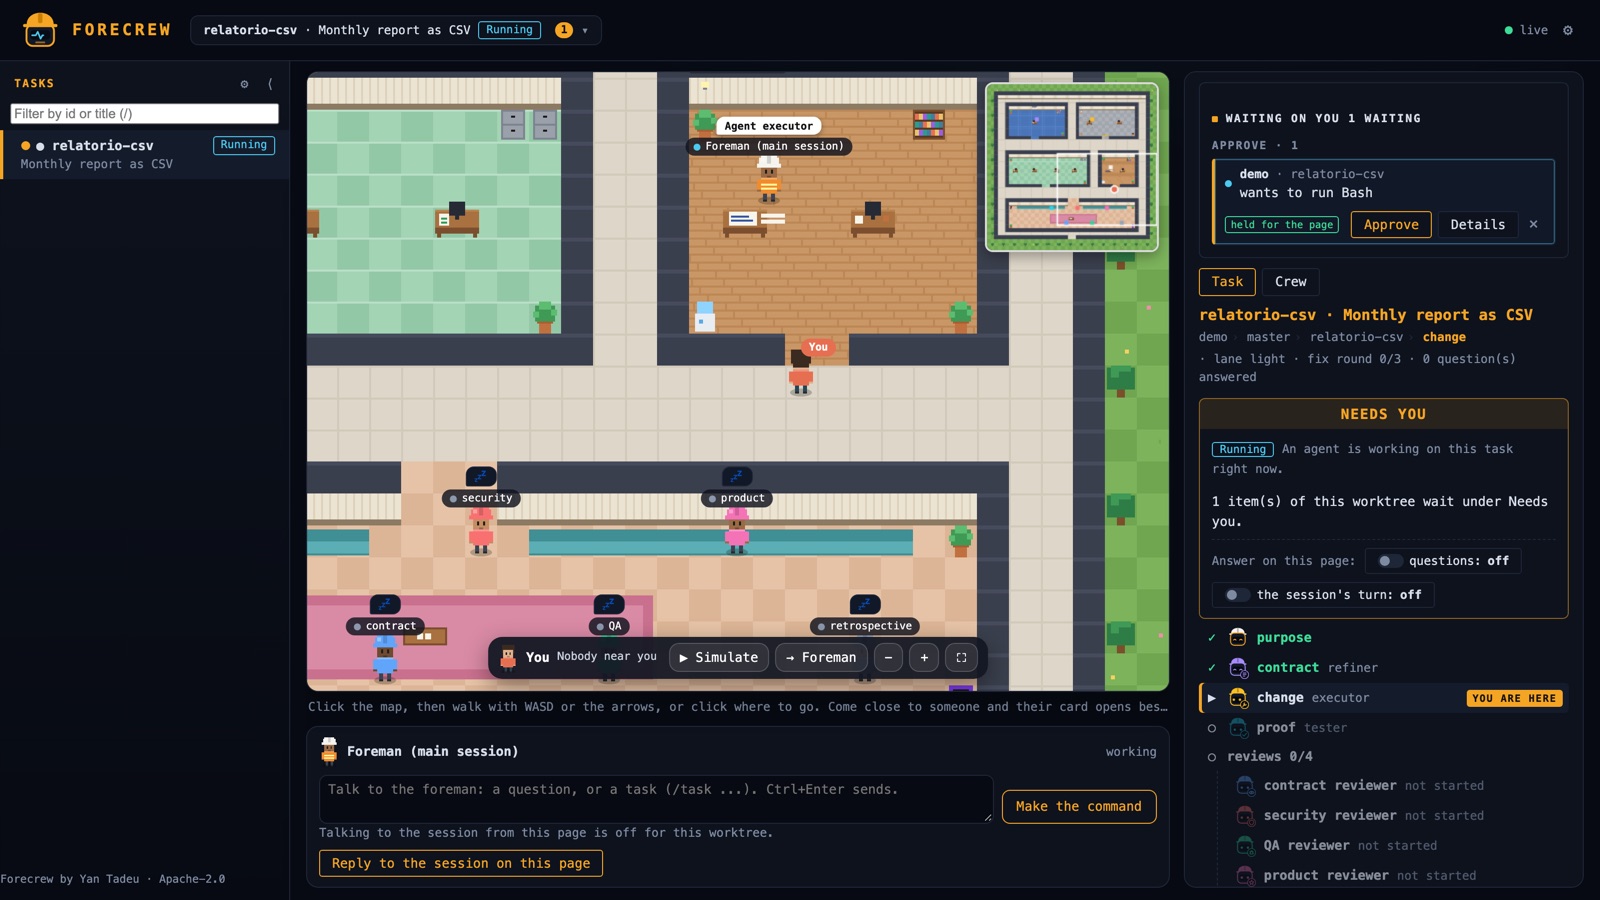 FORECREW
relatorio-csv · Monthly report as CSV Running 1 ▾
live
TASKS
Filter by id or title (/)
relatorio-csv Running
Monthly report as CSV
Forecrew by Yan Tadeu · Apache-2.0
Agent executor
Foreman (main session)
You
security
product
contract
QA
retrospective
You Nobody near you ▶ Simulate → Foreman − +
Click the map, then walk with WASD or the arrows, or click where to go. Come close to someone and their card opens bes…
Foreman (main session) working
Talk to the foreman: a question, or a task (/task ...). Ctrl+Enter sends.
Make the command
Talking to the session from this page is off for this worktree.
Reply to the session on this page
WAITING ON YOU 1 WAITING
APPROVE · 1
demo · relatorio-csv
wants to run Bash
held for the page Approve Details ×
Task Crew
relatorio-csv · Monthly report as CSV
demo › master › relatorio-csv › change
· lane light · fix round 0/3 · 0 question(s)
answered
NEEDS YOU
Running An agent is working on this task
right now.
1 item(s) of this worktree wait under Needs
you.
Answer on this page: questions: off
the session's turn: off
✓ purpose
✓ contract refiner
▶ change executor YOU ARE HERE
proof tester
reviews 0/4
contract reviewer not started
security reviewer not started
QA reviewer not started
product reviewer not started